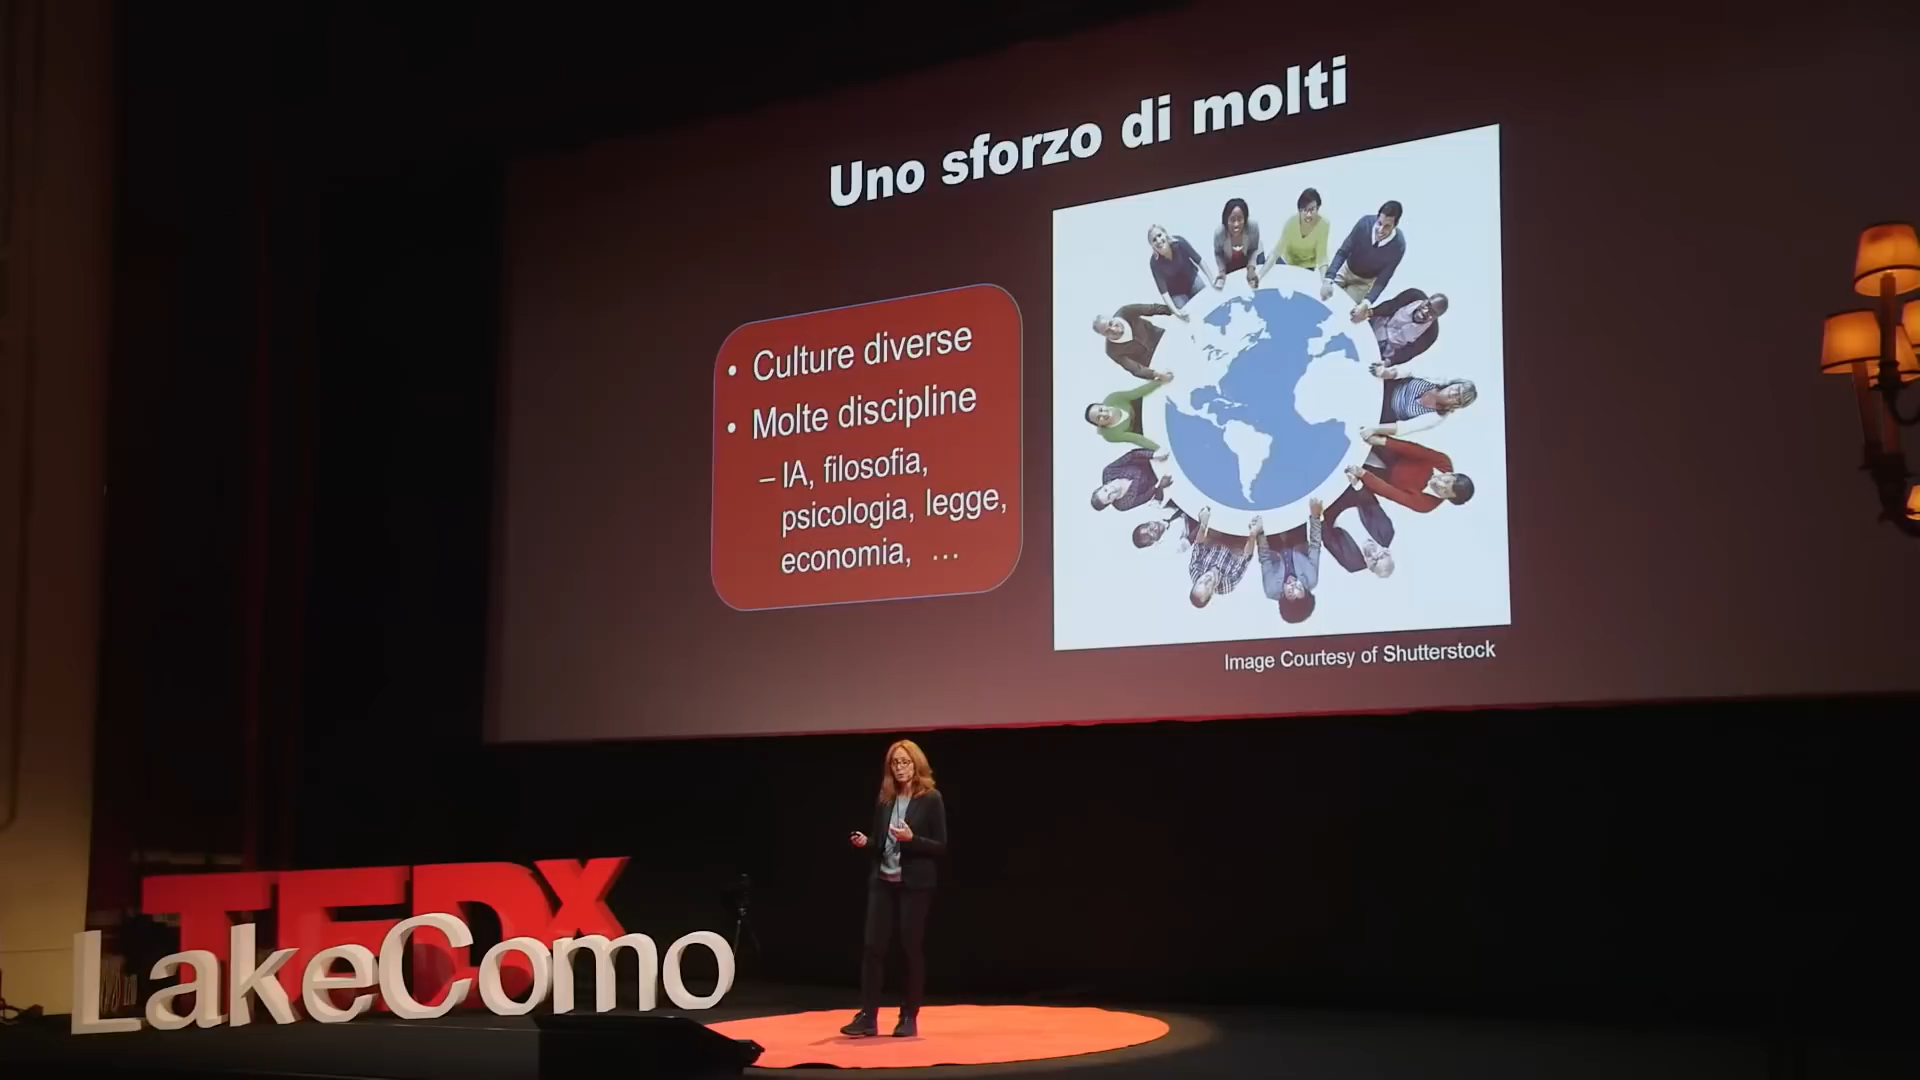 Uno sforzo di molti
• Culture diverse
• Molte discipline
– IA, filosofia,
psicologia, legge,
economia, ...
Image Courtesy of Shutterstock
TEDx
LakeComo